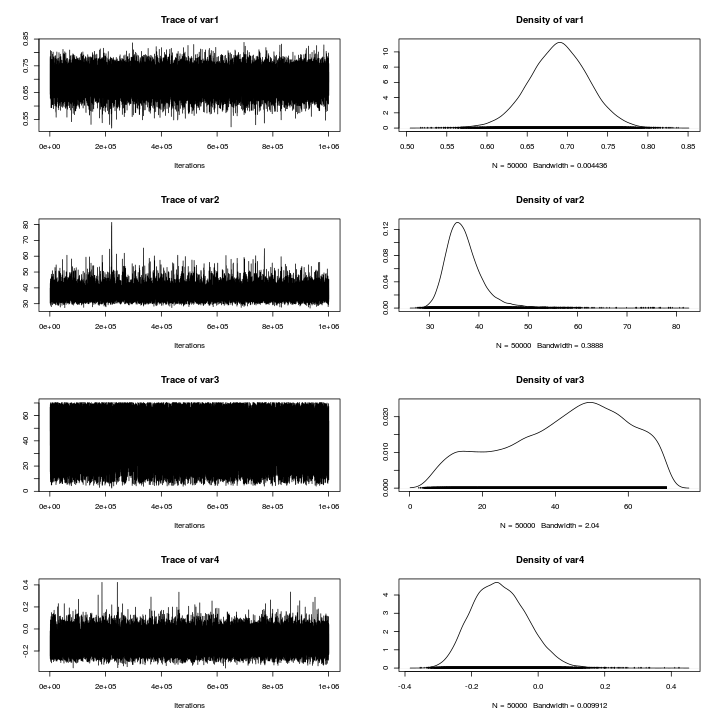 Trace of var1
0.55 0.65 0.75 0.85
0e+00 2e+05 4e+05 6e+05 8e+05 1e+06
Iterations
Density of var1
0 2 4 6 8 10
0.50 0.55 0.60 0.65 0.70 0.75 0.80 0.85
N = 50000 Bandwidth = 0.004436
Trace of var2
30 40 50 60 70 80
0e+00 2e+05 4e+05 6e+05 8e+05 1e+06
Iterations
Density of var2
0.00 0.04 0.08 0.12
30 40 50 60 70 80
N = 50000 Bandwidth = 0.3888
Trace of var3
0 20 40 60
0e+00 2e+05 4e+05 6e+05 8e+05 1e+06
Iterations
Density of var3
0.000 0.010 0.020
0 20 40 60
N = 50000 Bandwidth = 2.04
Trace of var4
-0.2 0.0 0.2 0.4
0e+00 2e+05 4e+05 6e+05 8e+05 1e+06
Iterations
Density of var4
0 1 2 3 4
-0.4 -0.2 0.0 0.2 0.4
N = 50000 Bandwidth = 0.009912